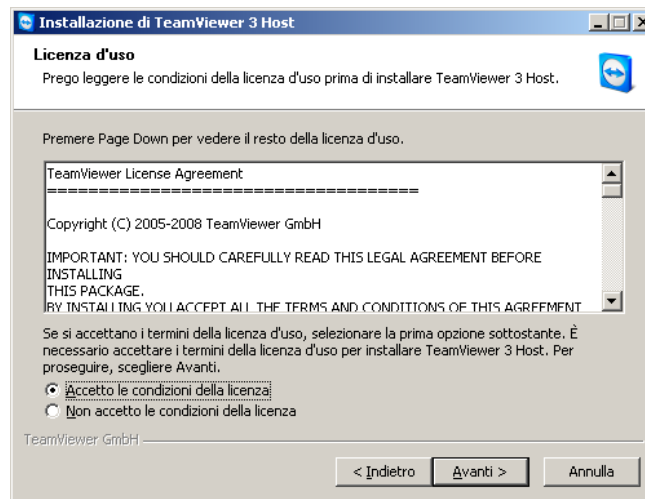 Installazione di TeamViewer 3 Host
Licenza d'uso
Prego leggere le condizioni della licenza d'uso prima di installare TeamViewer 3 Host.
Premere Page Down per vedere il resto della licenza d'uso.
TeamViewer License Agreement
=====================================
Copyright (C) 2005-2008 TeamViewer GmbH
IMPORTANT: YOU SHOULD CAREFULLY READ THIS LEGAL AGREEMENT BEFORE
INSTALLING
THIS PACKAGE.
BY INSTALLING YOU ACCEPT ALL THE TERMS AND CONDITIONS OF THIS AGREEMENT
Se si accettano i termini della licenza d'uso, selezionare la prima opzione sottostante. È
necessario accettare i termini della licenza d'uso per installare TeamViewer 3 Host. Per
proseguire, scegliere Avanti.
Accetto le condizioni della licenza
Non accetto le condizioni della licenza
TeamViewer GmbH
< Indietro
Avanti >
Annulla